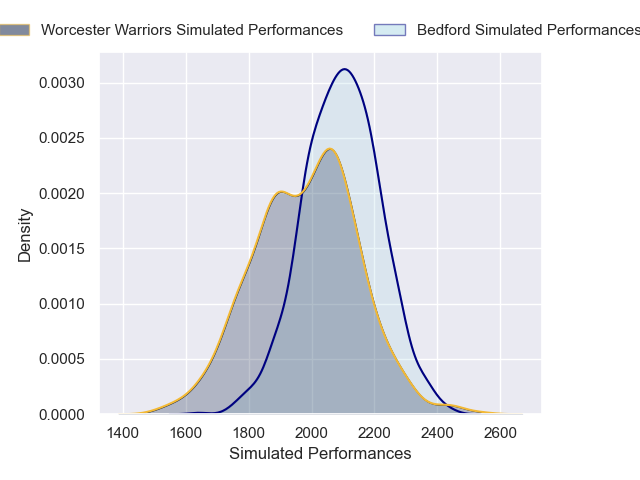 Worcester Warriors Simulated Performances
Bedford Simulated Performances
0.0030
0.0025
0.0020
0.0015
0.0010
0.0005
0.0000
Density
1400 1600 1800 2000 2200 2400 2600
Simulated Performances